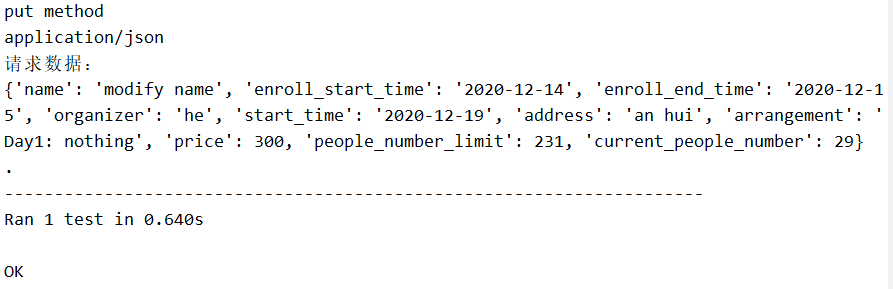 put method
application/json
请求数据：
{'name': 'modify name', 'enroll_start_time': '2020-12-14', 'enroll_end_time': '2020-12-1
5', 'organizer': 'he', 'start_time': '2020-12-19', 'address': 'an hui', 'arrangement': '
Day1: nothing', 'price': 300, 'people_number_limit': 231, 'current_people_number': 29}
.
----------------------------------------------------------------------
Ran 1 test in 0.640s
OK